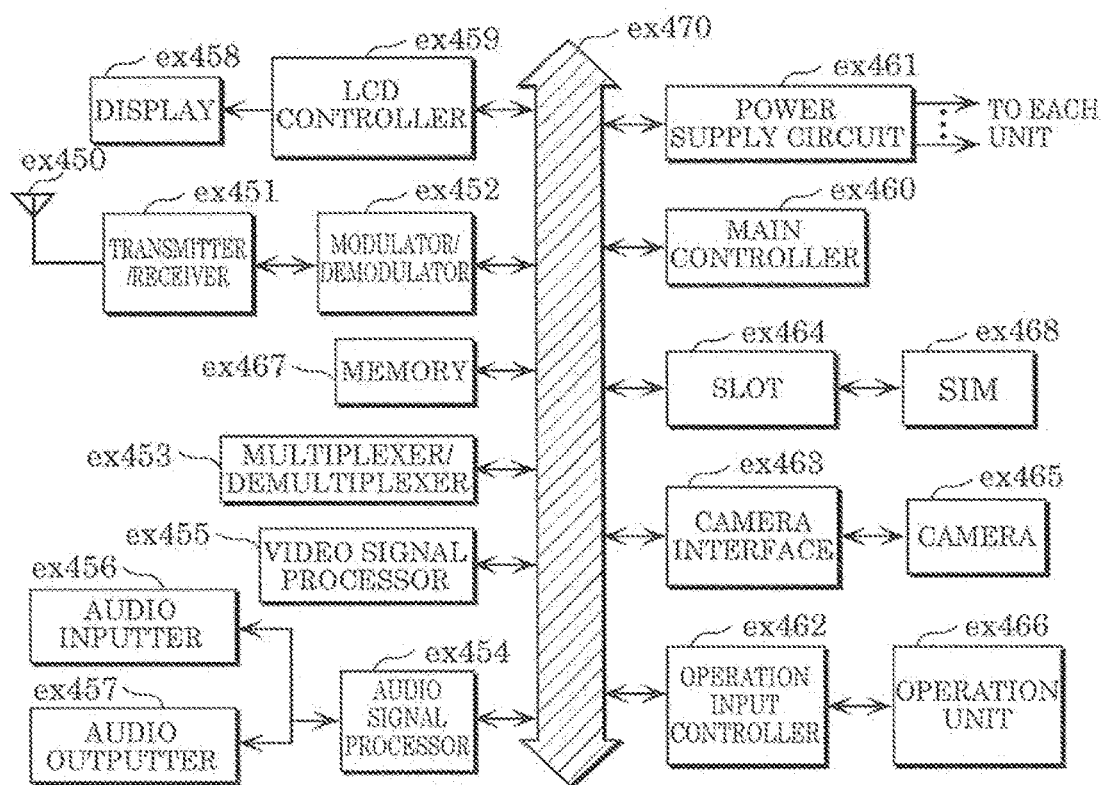 ex470
ex459
ex458
LCD
CONTROLLER
DISPLAY
ex461
POWER
SUPPLY CIRCUIT
TO EACH
UNIT
ex450
ex451
TRANSMITTER
/RECEIVER
ex452
MODULATOR/
DEMODULATOR
ex460
MAIN
CONTROLLER
ex467
MEMORY
ex464
SLOT
ex468
SIM
ex453
MULTIPLEXER/
DEMULTIPLEXER
ex463
CAMERA
INTERFACE
ex465
CAMERA
ex455
VIDEO SIGNAL
PROCESSOR
ex456
AUDIO
INPUTTER
ex454
AUDIO
SIGNAL
PROCESSOR
ex457
AUDIO
OUTPUTTER
ex462
OPERATION
INPUT
CONTROLLER
ex466
OPERATION
UNIT